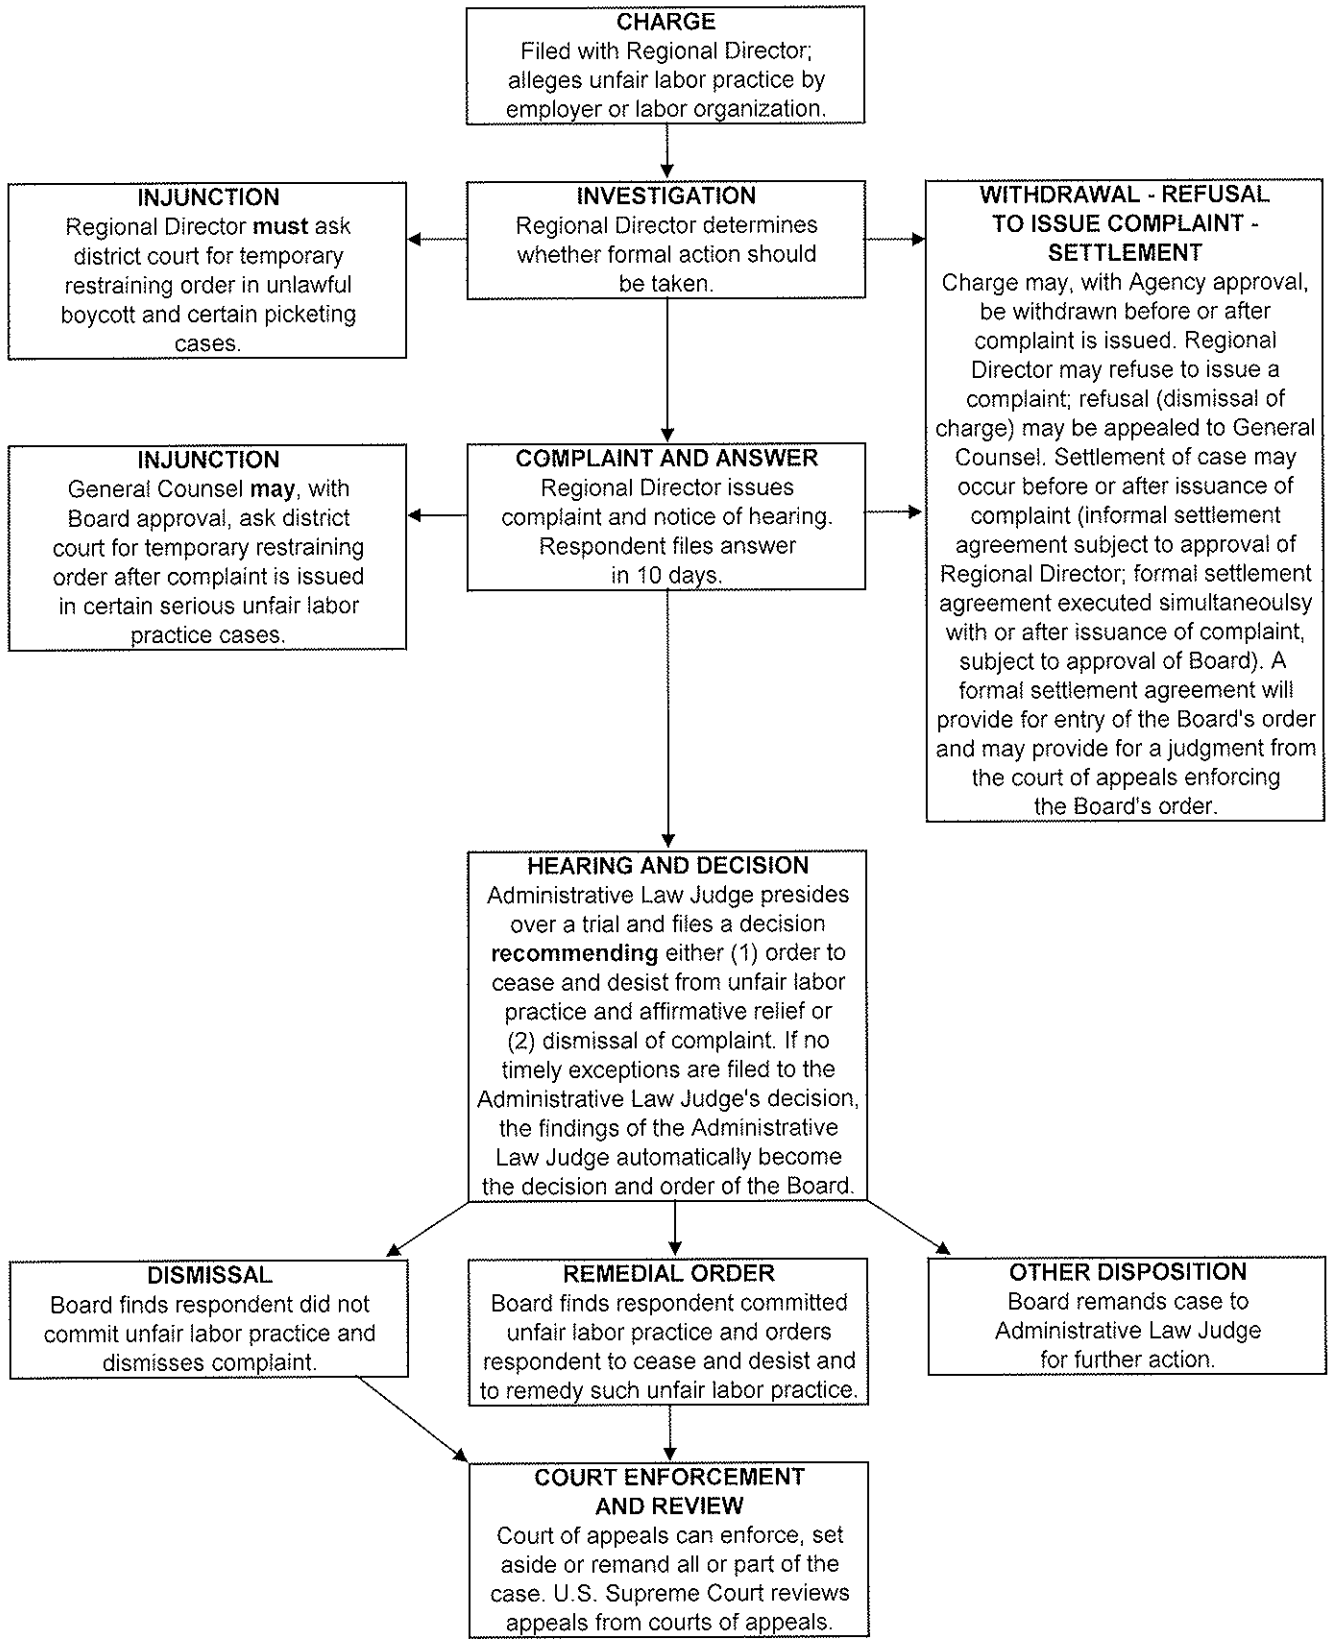 CHARGE
Filed with Regional Director;
alleges unfair labor practice by
employer or labor organization.
INJUNCTION
Regional Director must ask
district court for temporary
restraining order in unlawful
boycott and certain picketing
cases.
INVESTIGATION
Regional Director determines
whether formal action should
be taken.
WITHDRAWAL - REFUSAL
TO ISSUE COMPLAINT -
SETTLEMENT
Charge may, with Agency approval,
be withdrawn before or after
complaint is issued. Regional
Director may refuse to issue a
complaint; refusal (dismissal of
charge) may be appealed to General
Counsel. Settlement of case may
occur before or after issuance of
complaint (informal settlement
agreement subject to approval of
Regional Director; formal settlement
agreement executed simultaneoulsy
with or after issuance of complaint,
subject to approval of Board). A
formal settlement agreement will
provide for entry of the Board's order
and may provide for a judgment from
the court of appeals enforcing
the Board's order.
INJUNCTION
General Counsel may, with
Board approval, ask district
court for temporary restraining
order after complaint is issued
in certain serious unfair labor
practice cases.
COMPLAINT AND ANSWER
Regional Director issues
complaint and notice of hearing.
Respondent files answer
in 10 days.
HEARING AND DECISION
Administrative Law Judge presides
over a trial and files a decision
recommending either (1) order to
cease and desist from unfair labor
practice and affirmative relief or
(2) dismissal of complaint. If no
timely exceptions are filed to the
Administrative Law Judge's decision,
the findings of the Administrative
Law Judge automatically become
the decision and order of the Board.
DISMISSAL
Board finds respondent did not
commit unfair labor practice and
dismisses complaint.
REMEDIAL ORDER
Board finds respondent committed
unfair labor practice and orders
respondent to cease and desist and
to remedy such unfair labor practice.
OTHER DISPOSITION
Board remands case to
Administrative Law Judge
for further action.
COURT ENFORCEMENT
AND REVIEW
Court of appeals can enforce, set
aside or remand all or part of the
case. U.S. Supreme Court reviews
appeals from courts of appeals.